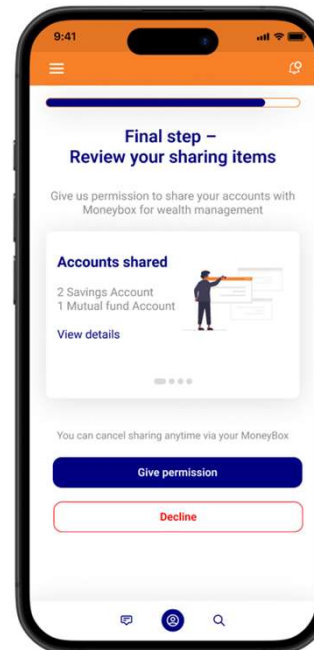 9:41
Final step –
Review your sharing items
Give us permission to share your accounts with
Moneybox for wealth management
Accounts shared
2 Savings Account
1 Mutual fund Account
View details
You can cancel sharing anytime via your MoneyBox
Give permission
Decline